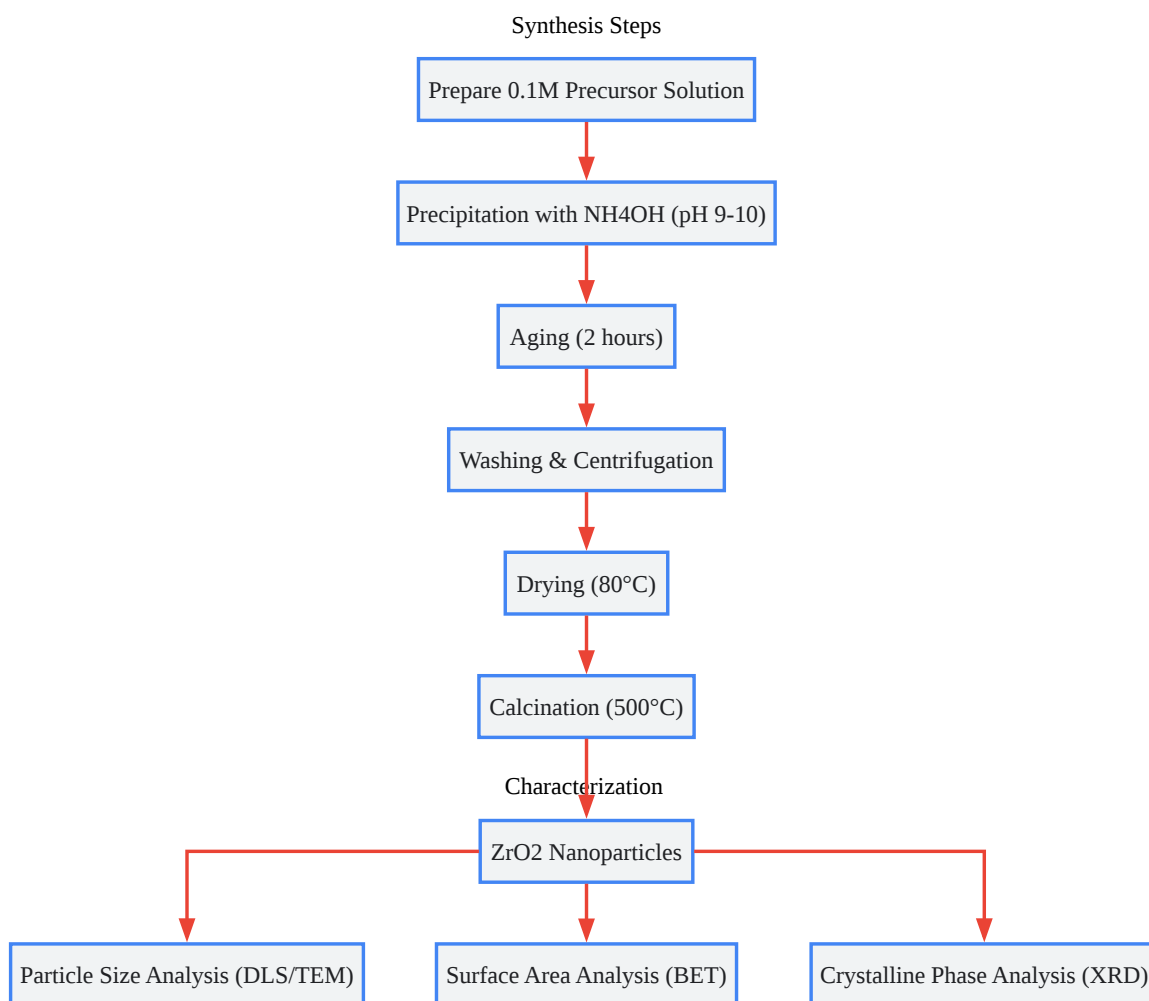 Synthesis Steps
Prepare 0.1M Precursor Solution
Precipitation with NH4OH (pH 9-10)
Aging (2 hours)
Washing & Centrifugation
Drying (80°C)
Calcination (500°C)
Characterization
ZrO2 Nanoparticles
Particle Size Analysis (DLS/TEM)
Surface Area Analysis (BET)
Crystalline Phase Analysis (XRD)